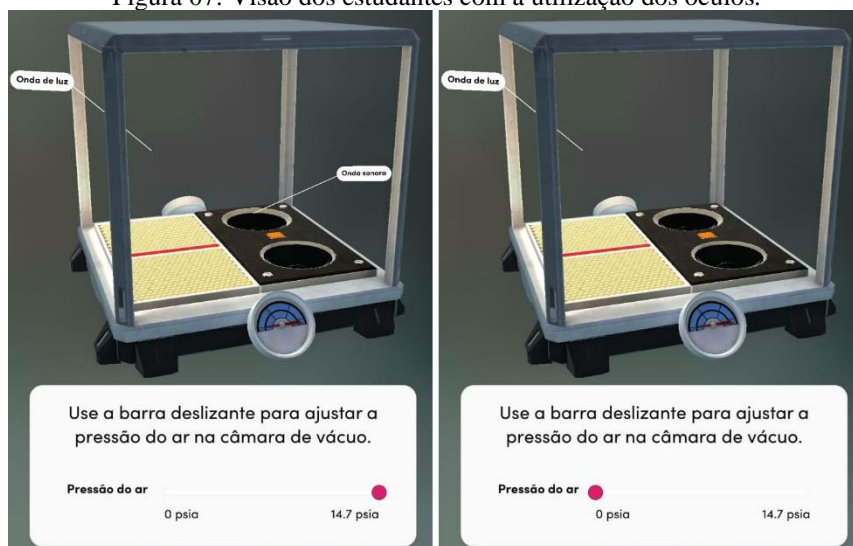 Figura 07: Visão dos estudantes com a utilização dos óculos.
Onda de luz
Onda sonora
Use a barra deslizante para ajustar a
pressão do ar na câmara de vácuo.
Pressão do ar
0 psia 14.7 psia
Onda de luz
Use a barra deslizante para ajustar a
pressão do ar na câmara de vácuo.
Pressão do ar
0 psia 14.7 psia